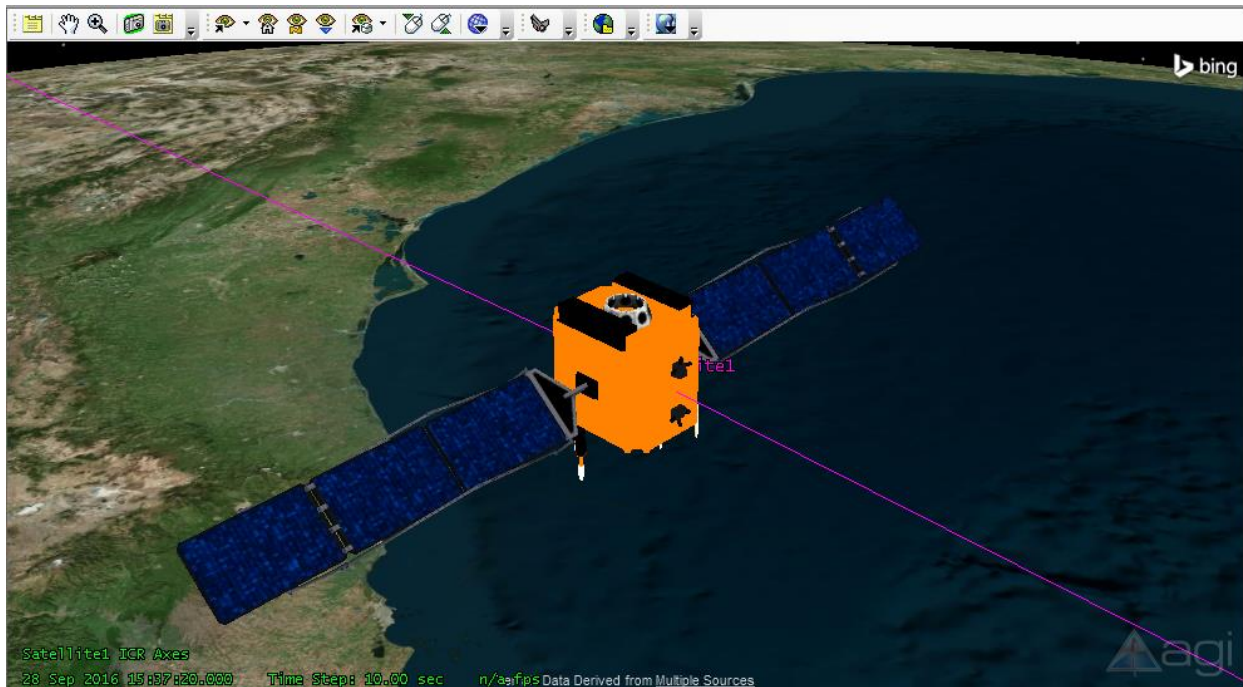 bing
ite1
Satellite1 ICR Axes
28 Sep 2016 15:37:20.000 Time Step: 10.00 sec n/a fps Data Derived from Multiple Sources
agi